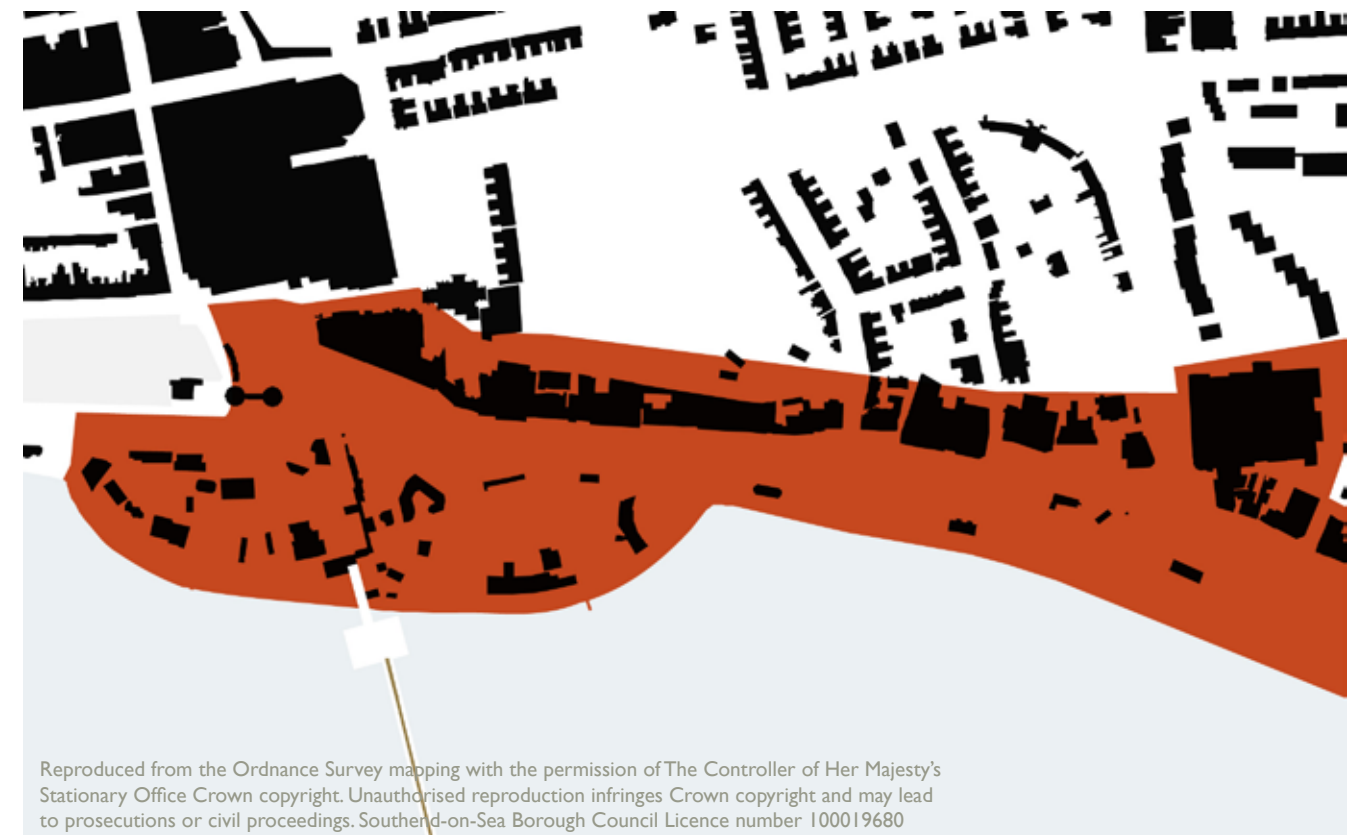 Reproduced from the Ordnance Survey mapping with the permission of The Controller of Her Majesty's
Stationary Office Crown copyright. Unauthorised reproduction infringes Crown copyright and may lead
to prosecutions or civil proceedings. Southend-on-Sea Borough Council Licence number 100019680